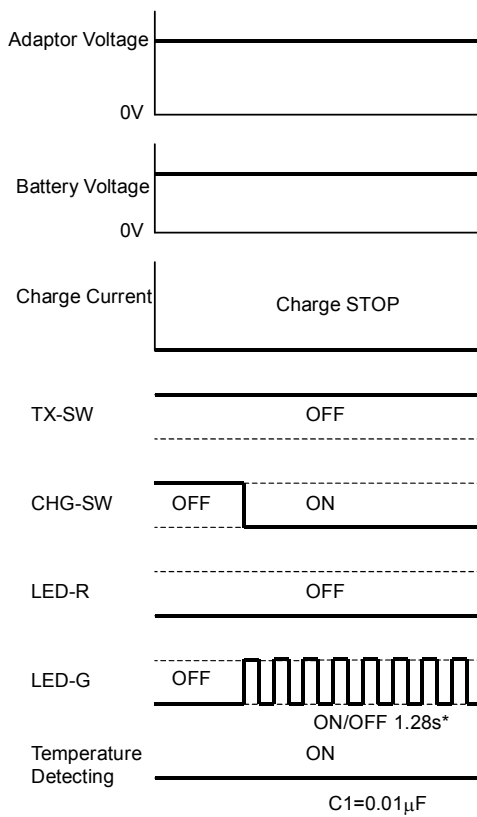 Adaptor Voltage
0V
Battery Voltage
0V
Charge Current
Charge STOP
TX-SW
OFF
CHG-SW
OFF
ON
LED-R
OFF
LED-G
OFF
ON/OFF 1.28s*
Temperature
Detecting
ON
C1=0.01μF